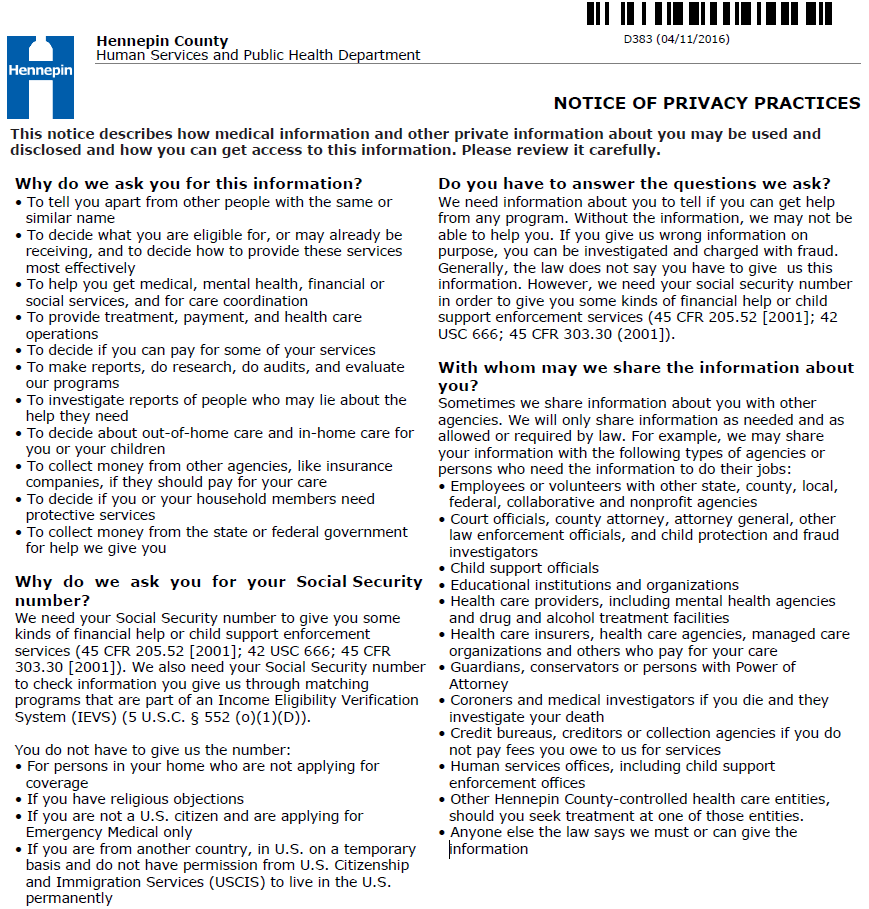 D383 (04/11/2016)
Hennepin
Hennepin County
Human Services and Public Health Department
NOTICE OF PRIVACY PRACTICES
This notice describes how medical information and other private information about you may be used and
disclosed and how you can get access to this information. Please review it carefully.
Why do we ask you for this information?
• To tell you apart from other people with the same or
similar name
• To decide what you are eligible for, or may already be
receiving, and to decide how to provide these services
most effectively
• To help you get medical, mental health, financial or
social services, and for care coordination
• To provide treatment, payment, and health care
operations
• To decide if you can pay for some of your services
• To make reports, do research, do audits, and evaluate
our programs
• To investigate reports of people who may lie about the
help they need
• To decide about out-of-home care and in-home care for
you or your children
• To collect money from other agencies, like insurance
companies, if they should pay for your care
• To decide if you or your household members need
protective services
• To collect money from the state or federal government
for help we give you
Why do we ask you for your Social Security
number?
We need your Social Security number to give you some
kinds of financial help or child support enforcement
services (45 CFR 205.52 [2001]; 42 USC 666; 45 CFR
303.30 [2001]). We also need your Social Security number
to check information you give us through matching
programs that are part of an Income Eligibility Verification
System (IEVS) (5 U.S.C. § 552 (o)(1)(D)).
You do not have to give us the number:
• For persons in your home who are not applying for
coverage
• If you have religious objections
• If you are not a U.S. citizen and are applying for
Emergency Medical only
• If you are from another country, in U.S. on a temporary
basis and do not have permission from U.S. Citizenship
and Immigration Services (USCIS) to live in the U.S.
permanently
Do you have to answer the questions we ask?
We need information about you to tell if you can get help
from any program. Without the information, we may not be
able to help you. If you give us wrong information on
purpose, you can be investigated and charged with fraud.
Generally, the law does not say you have to give us this
information. However, we need your social security number
in order to give you some kinds of financial help or child
support enforcement services (45 CFR 205.52 [2001]; 42
USC 666; 45 CFR 303.30 (2001]).
With whom may we share the information about
you?
Sometimes we share information about you with other
agencies. We will only share information as needed and as
allowed or required by law. For example, we may share
your information with the following types of agencies or
persons who need the information to do their jobs:
• Employees or volunteers with other state, county, local,
federal, collaborative and nonprofit agencies
• Court officials, county attorney, attorney general, other
law enforcement officials, and child protection and fraud
investigators
• Child support officials
• Educational institutions and organizations
• Health care providers, including mental health agencies
and drug and alcohol treatment facilities
• Health care insurers, health care agencies, managed care
organizations and others who pay for your care
• Guardians, conservators or persons with Power of
Attorney
• Coroners and medical investigators if you die and they
investigate your death
• Credit bureaus, creditors or collection agencies if you do
not pay fees you owe to us for services
• Human services offices, including child support
enforcement offices
• Other Hennepin County-controlled health care entities,
should you seek treatment at one of those entities.
• Anyone else the law says we must or can give the
information